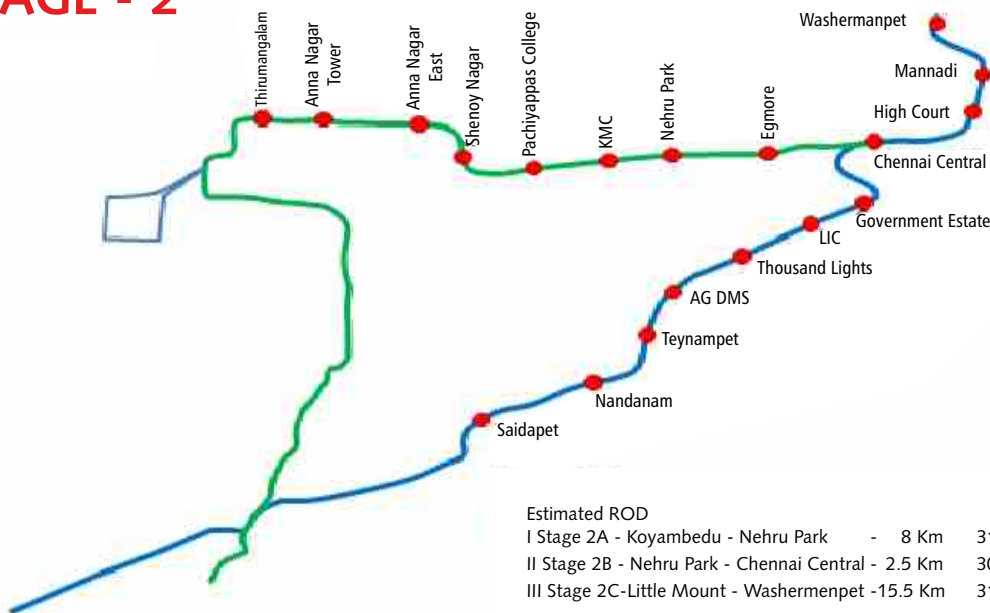 AGE - 2
Washermanpet
Mannadi
High Court
Chennai Central
Thirumangalam
Anna Nagar
Tower
Anna Nagar
East
Shenoy Nagar
Pachiyappas College
KMC
Nehru Park
Egmore
Government Estate
LIC
Thousand Lights
AG DMS
Teynampet
Nandanam
Saidapet
Estimated ROD
I Stage 2A - Koyambedu - Nehru Park - 8 Km 31
II Stage 2B - Nehru Park - Chennai Central - 2.5 Km 30
III Stage 2C-Little Mount - Washermenpet -15.5 Km 31